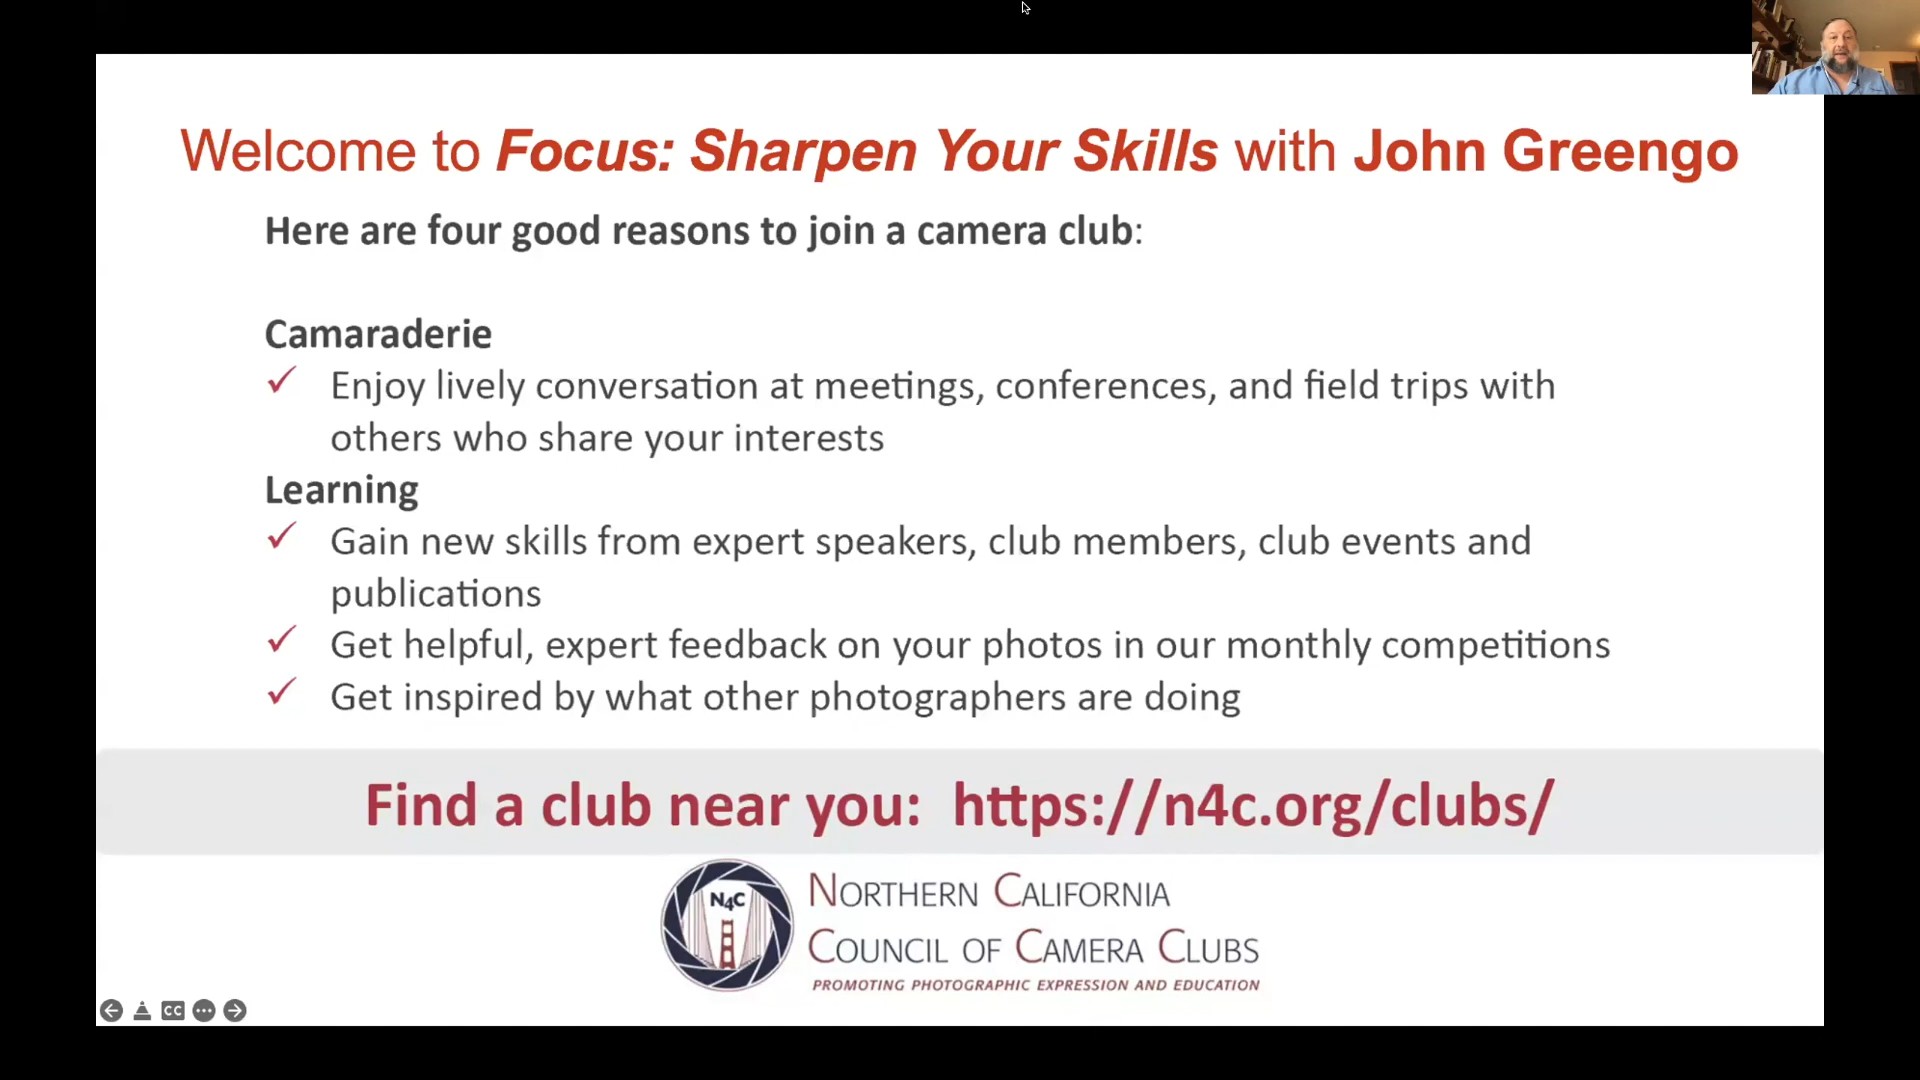 Welcome to Focus: Sharpen Your Skills with John Greengo
Here are four good reasons to join a camera club:
Camaraderie
✓ Enjoy lively conversation at meetings, conferences, and field trips with
others who share your interests
Learning
✓ Gain new skills from expert speakers, club members, club events and
publications
✓ Get helpful, expert feedback on your photos in our monthly competitions
✓ Get inspired by what other photographers are doing
Find a club near you: https://n4c.org/clubs/
N4C
NORTHERN CALIFORNIA
COUNCIL OF CAMERA CLUBS
PROMOTING PHOTOGRAPHIC EXPRESSION AND EDUCATION
CC